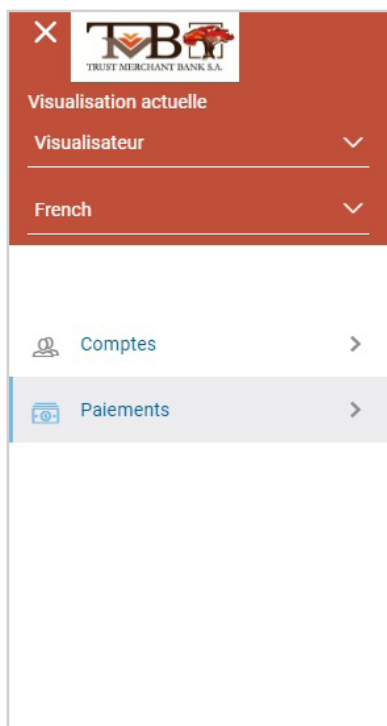 TMB
TRUST MERCHANT BANK S.A.
Visualisation actuelle
Visualisateur
French
Comptes
Paiements